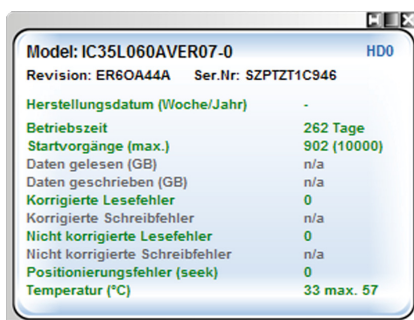 Model: IC35L060AVER07-0 HD0
Revision: ER6OA44A Ser.Nr: SZPTZT1C946
Herstellungsdatum (Woche/Jahr) -
Betriebszeit 262 Tage
Startvorgänge (max.) 902 (10000)
Daten gelesen (GB) n/a
Daten geschrieben (GB) n/a
Korrigierte Lesefehler 0
Korrigierte Schreibfehler n/a
Nicht korrigierte Lesefehler 0
Nicht korrigierte Schreibfehler n/a
Positionierungsfehler (seek) 0
Temperatur (°C) 33 max. 57